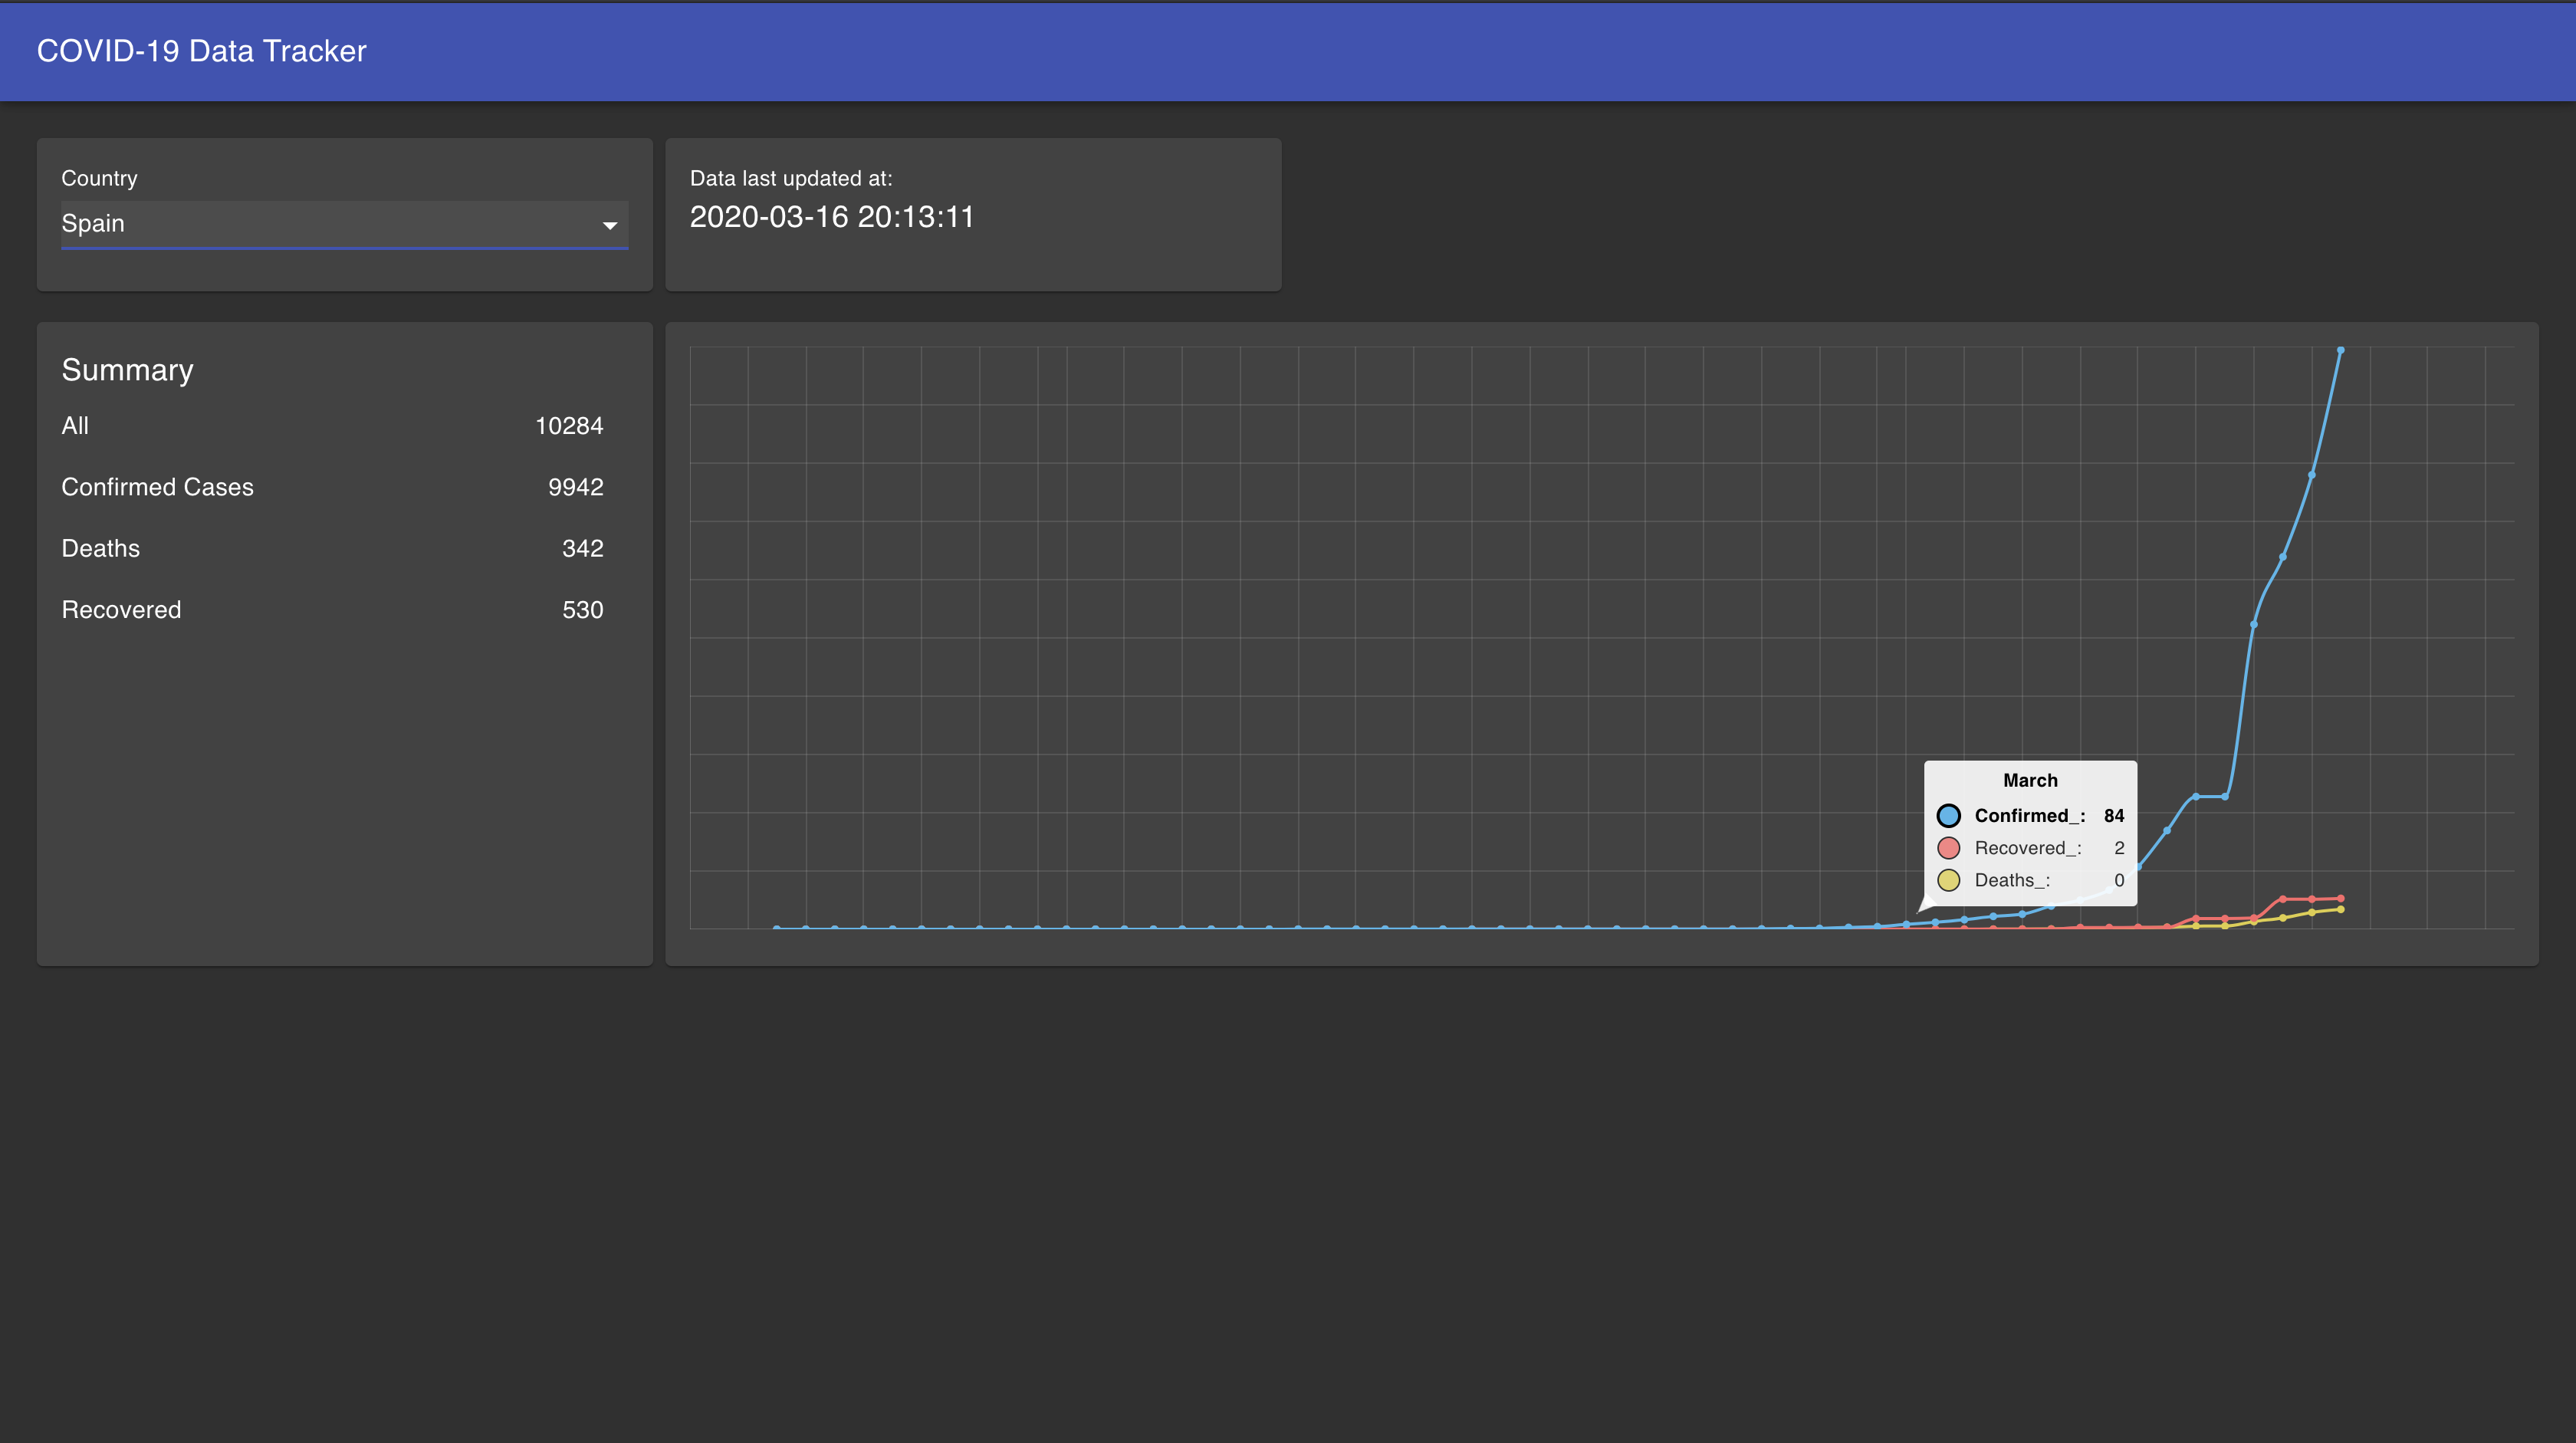 COVID-19 Data Tracker
Country
Spain
Data last updated at:
2020-03-16 20:13:11
Summary
All 10284
Confirmed Cases 9942
Deaths 342
Recovered 530
March
Confirmed_: 84
Recovered_: 2
Deaths_: 0